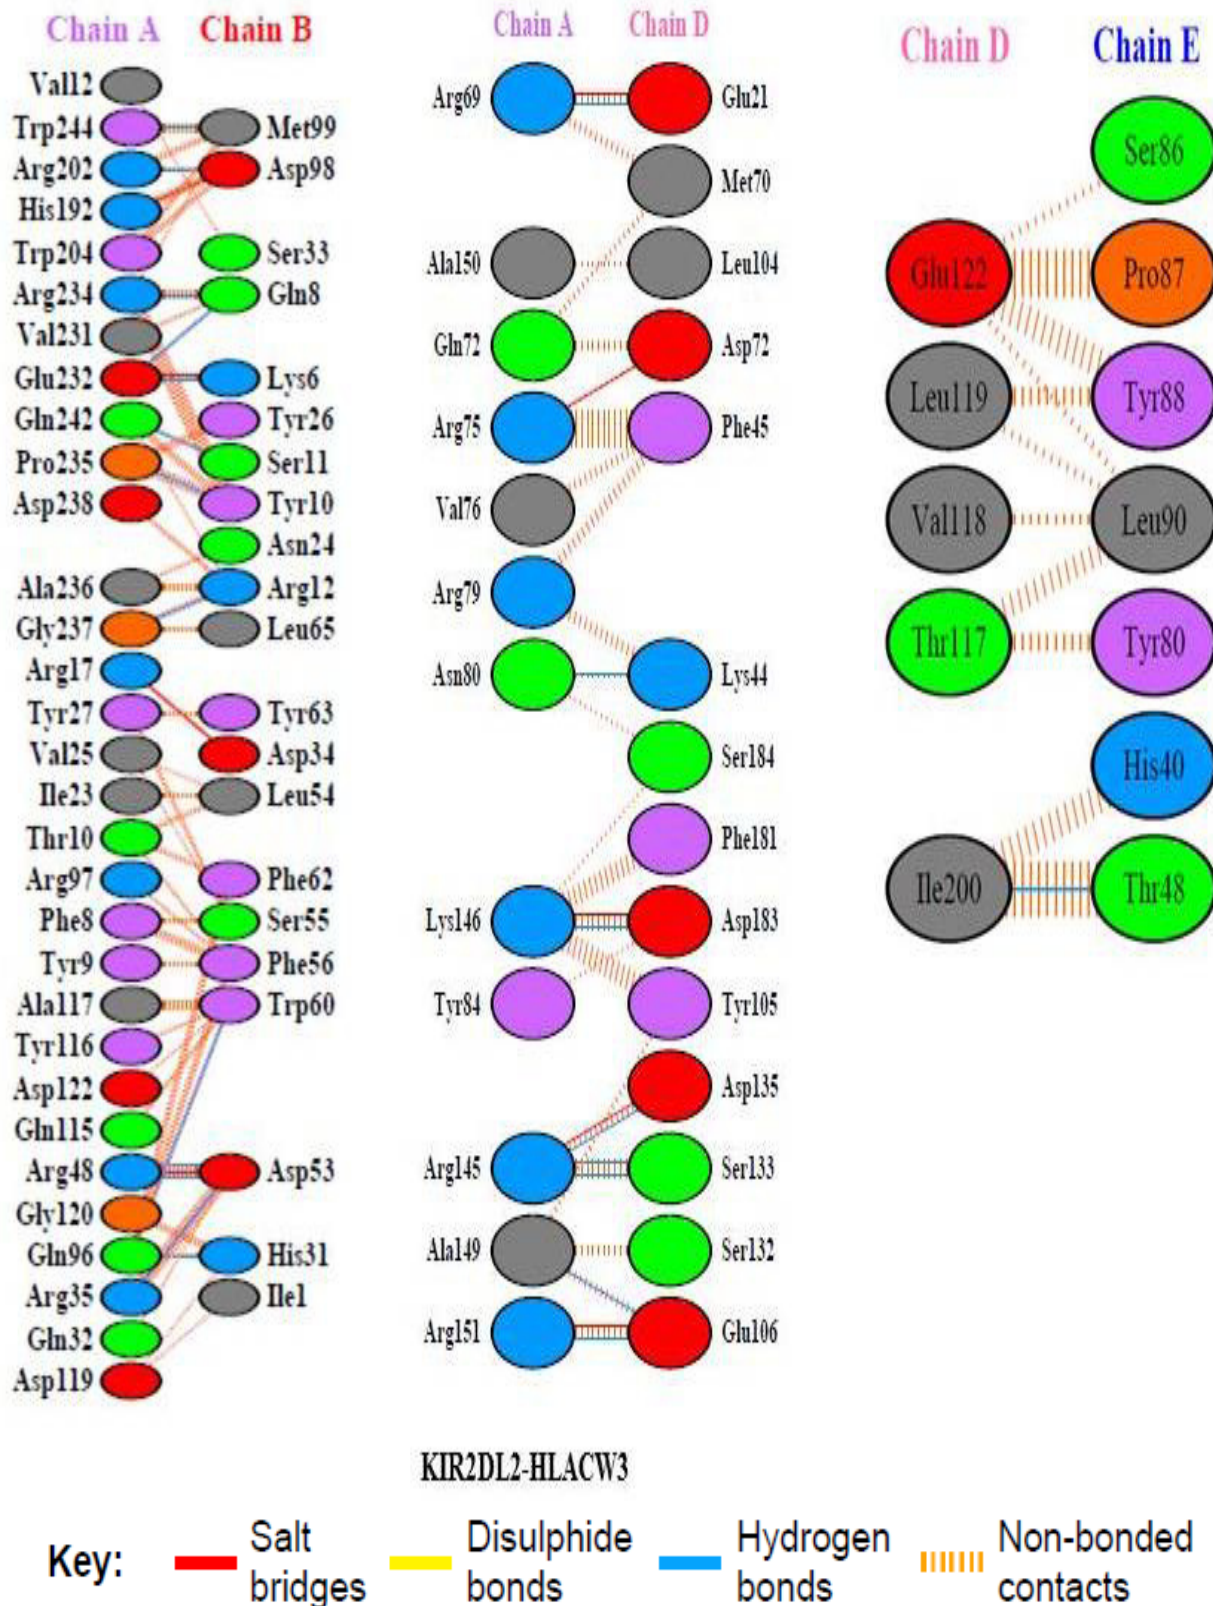 Chain A Chain B
Val12
Trp244 Met99
Arg202 Asp98
His192
Trp204 Ser33
Arg234 Gln8
Val231
Glu232 Lys6
Gln242 Tyr26
Pro235 Ser11
Asp238 Tyr10
Asn24
Ala236 Arg12
Gly237 Leu65
Arg17
Tyr27 Tyr63
Val25 Asp34
Ile23 Leu54
Thr10
Arg97 Phe62
Phe8 Ser55
Tyr9 Phe56
Ala117 Trp60
Tyr116
Asp122
Gln115
Arg48 Asp53
Gly120
Gln96 His31
Arg35 Ile1
Gln32
Asp119
Chain A Chain D
Arg69 Glu21
Met70
Ala150 Leu104
Gln72 Asp72
Arg75 Phe45
Val76
Arg79
Asn80 Lys44
Ser184
Phe181
Lys146 Asp183
Tyr84 Tyr105
Asp135
Arg145 Ser133
Ala149 Ser132
Arg151 Glu106
Chain D Chain E
Ser86
Glu122 Pro87
Leu119 Tyr88
Val118 Leu90
Thr117 Tyr80
His40
Ile200 Thr48
KIR2DL2-HLACW3
Key:
Salt
bridges
Disulphide
bonds
Hydrogen
bonds
Non-bonded
contacts